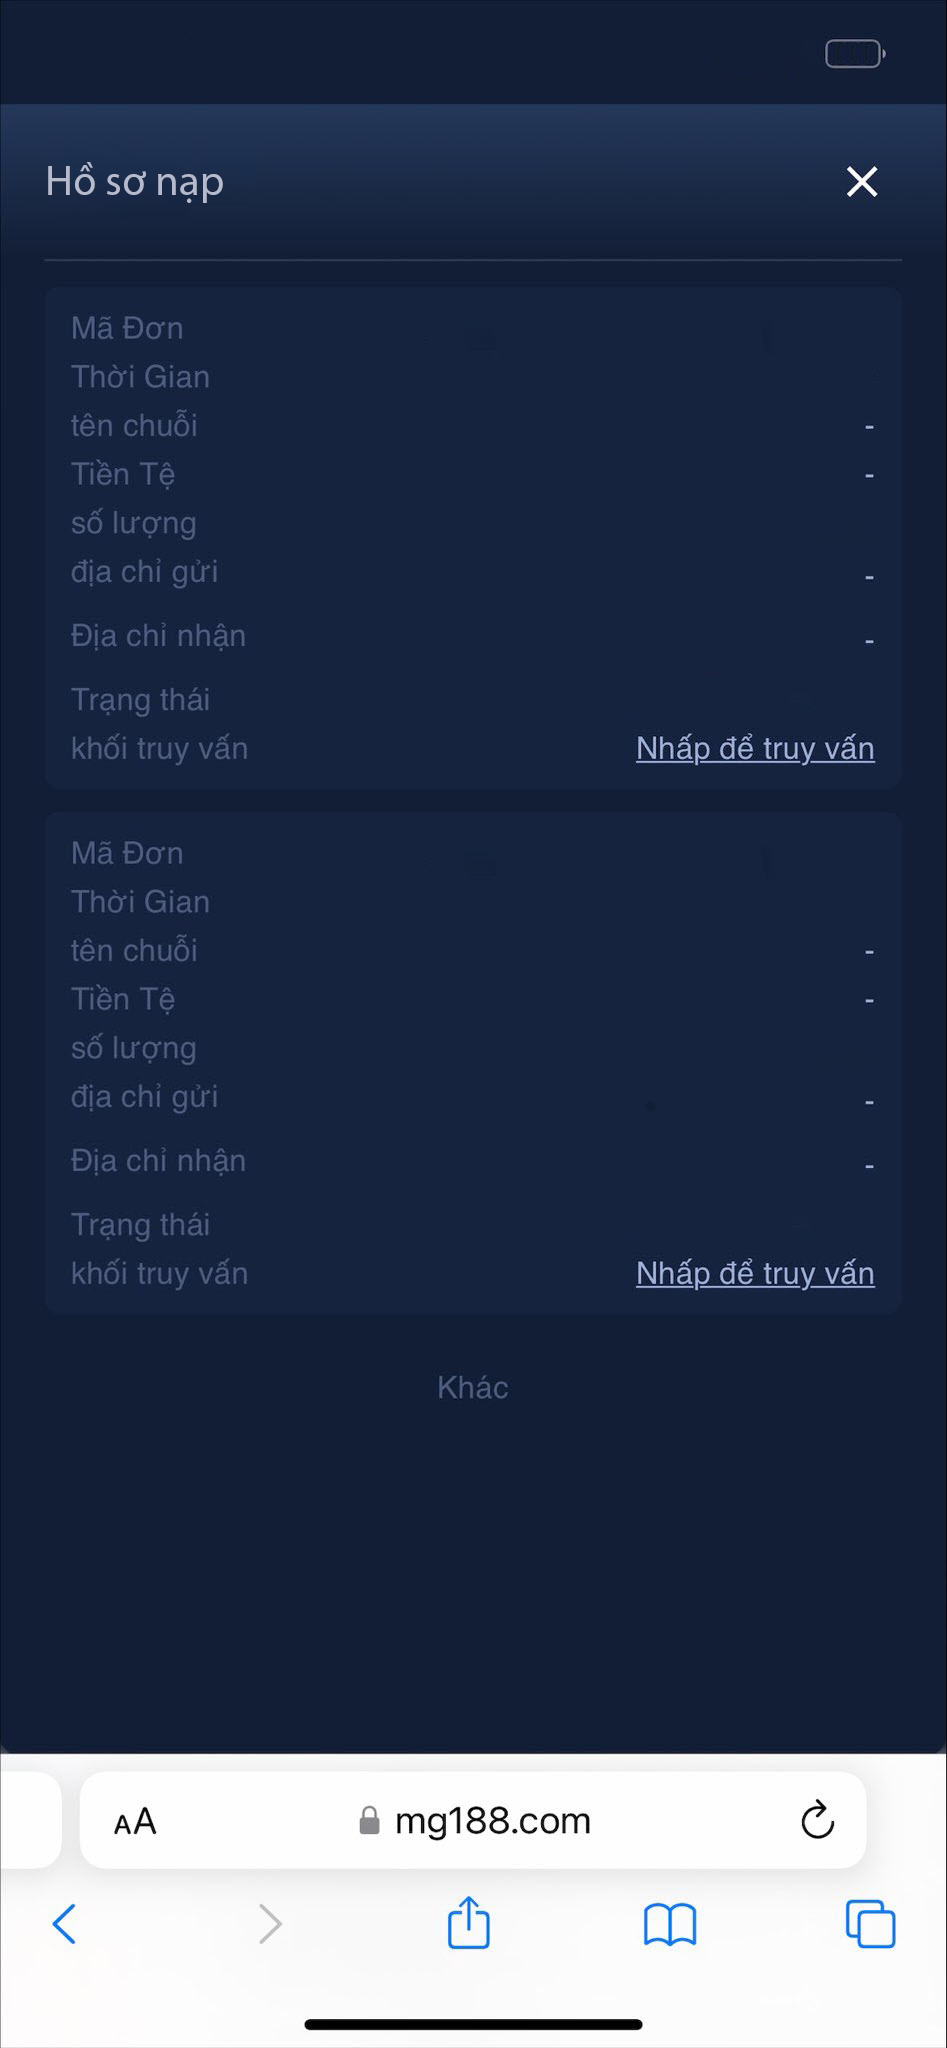 Hồ sơ nạp
Mã Đơn
Thời Gian
tên chuỗi -
Tiền Tệ -
số lượng
địa chỉ gửi -
Địa chỉ nhận -
Trạng thái
khối truy vấn Nhấp để truy vấn
Mã Đơn
Thời Gian
tên chuỗi -
Tiền Tệ -
số lượng
địa chỉ gửi -
Địa chỉ nhận -
Trạng thái
khối truy vấn Nhấp để truy vấn
Khác
AA mg188.com